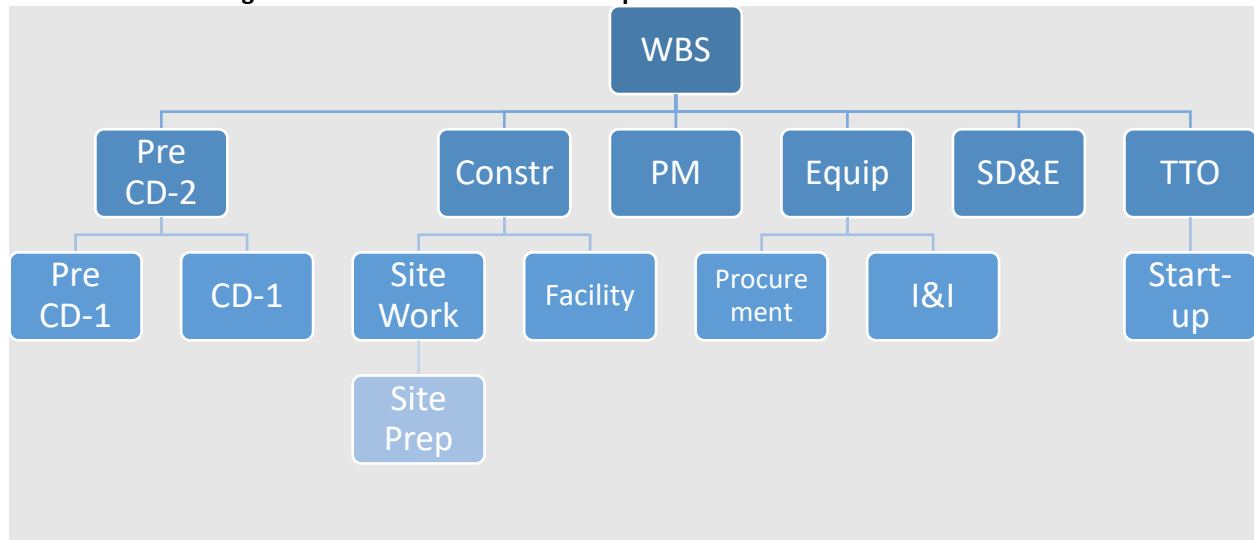 WBS
Pre
CD-2
Constr
PM
Equip
SD&E
TTO
Pre
CD-1
CD-1
Site
Work
Facility
Procure
ment
I&I
Start-
up
Site
Prep